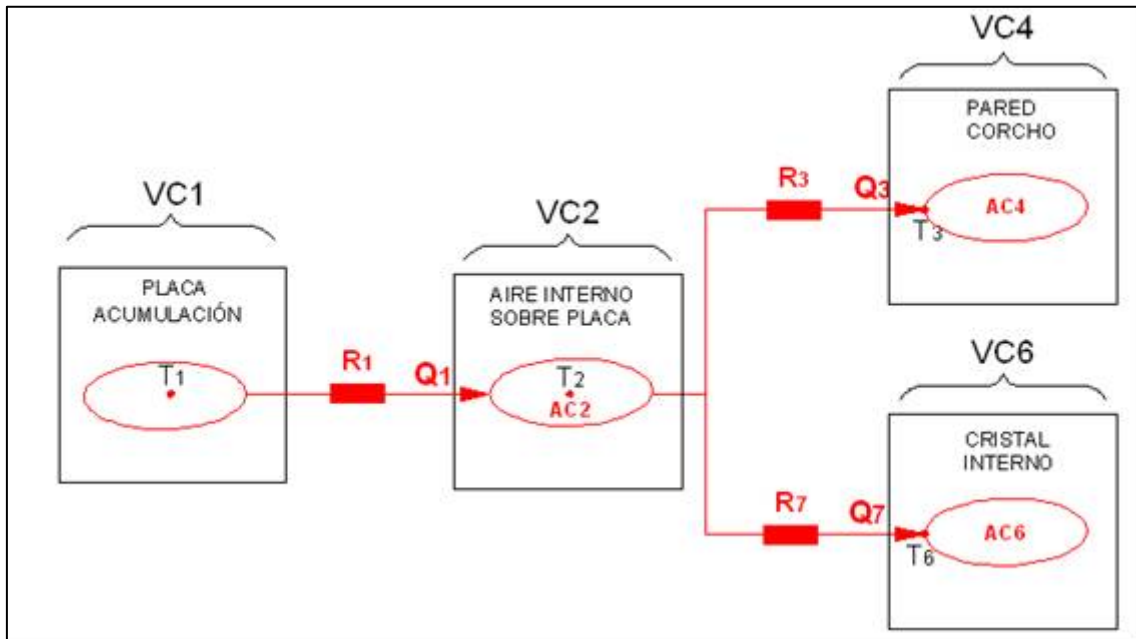 VC4
PARED
CORCHO
R3
Q3
AC4
T3
VC1
VC2
PLACA
ACUMULACIÓN
AIRE INTERNO
SOBRE PLACA
T1
R1
Q1
T2
AC2
VC6
CRISTAL
INTERNO
R7
Q7
AC6
T6